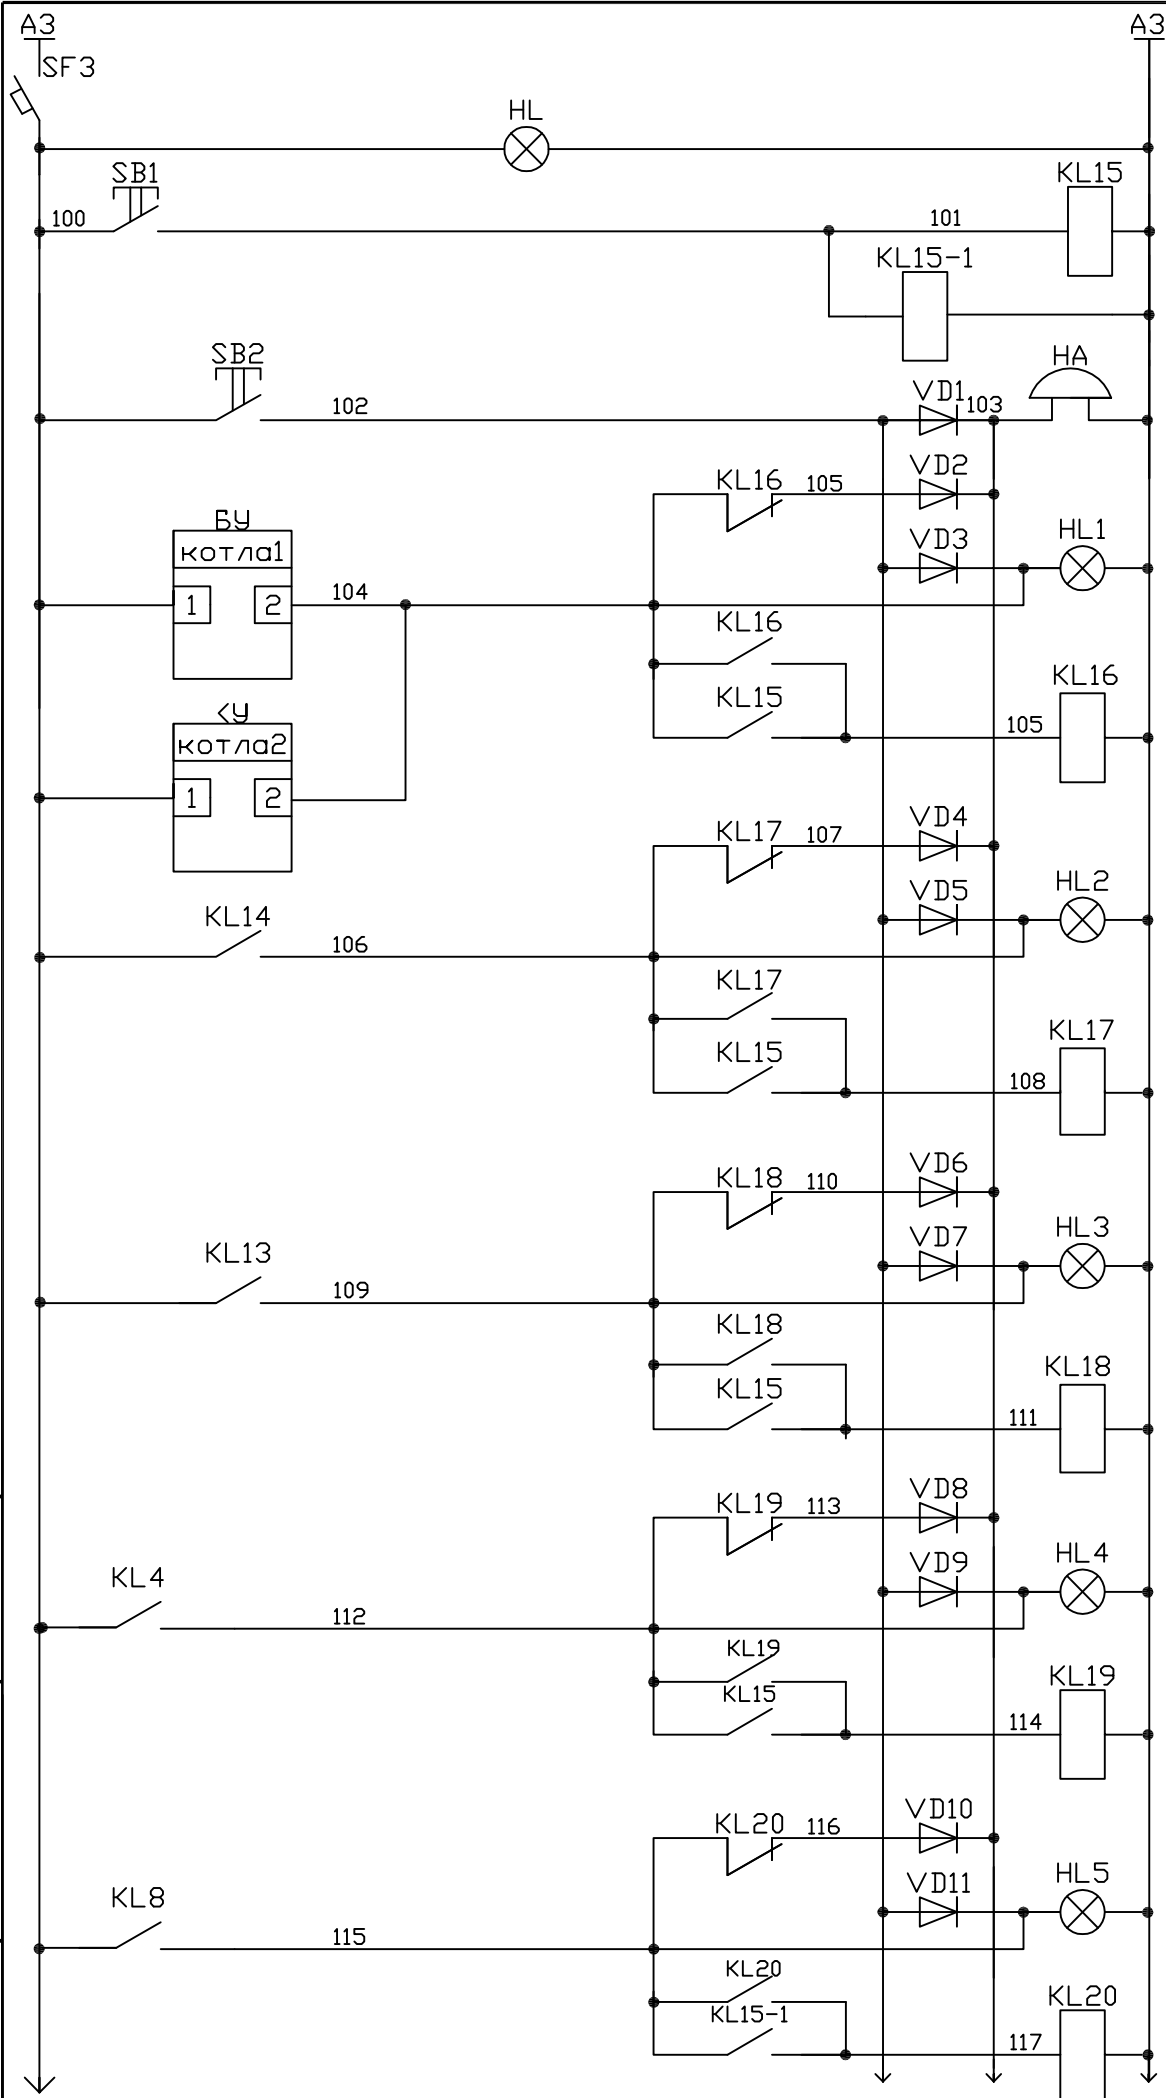 A3 A3
SF3
HL
SB1 KL15
100 101
KL15-1
SB2 HA
102 VD1 103
KL16 105 VD2
БУ VD3 HL1
котла1
1 2 104
KL16
KL15 KL16
105
КУ
котла2
1 2
KL17 107 VD4
VD5 HL2
KL14
106
KL17
KL15 KL17
108
KL18 110 VD6
VD7 HL3
KL13
109
KL18
KL15 KL18
111
KL19 113 VD8
VD9 HL4
KL4
112
KL19
KL15 KL19
114
KL20 116 VD10
VD11 HL5
KL8
115
KL20
KL15-1 KL20
117